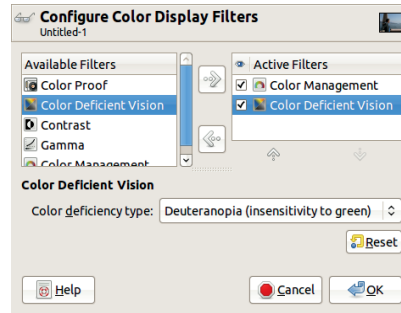 Configure Color Display Filters
Untitled-1
Available Filters
Color Proof
Color Deficient Vision
Contrast
Gamma
Color Management
Active Filters
Color Management
Color Deficient Vision
Color Deficient Vision
Color deficiency type: Deuteranopia (insensitivity to green)
Reset
Help
Cancel
OK